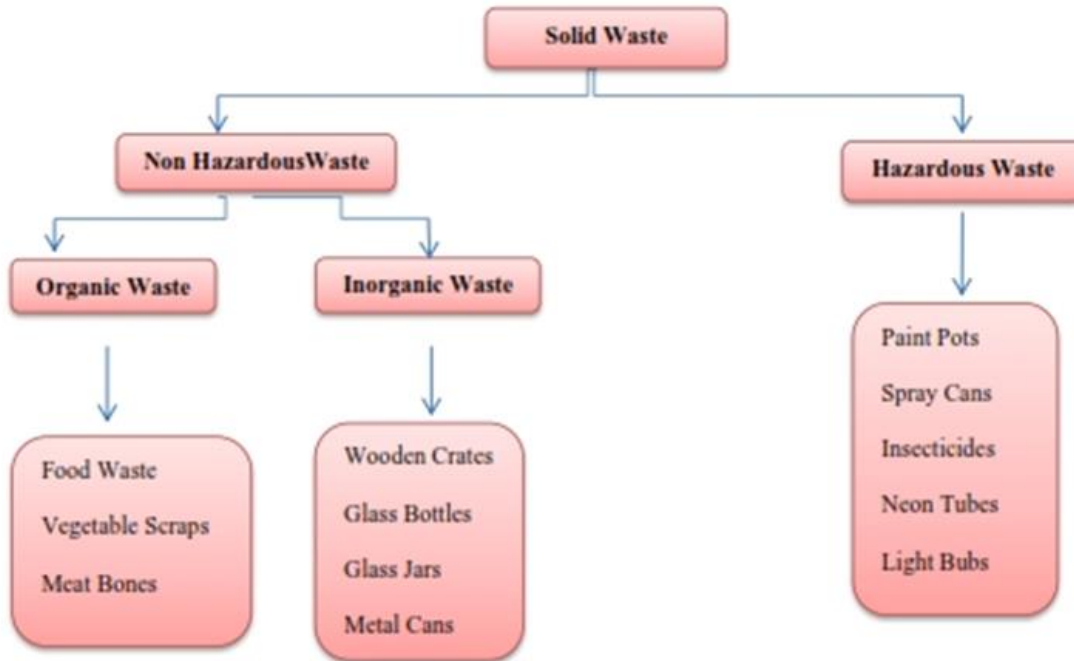 Solid Waste
Non HazardousWaste
Hazardous Waste
Organic Waste
Inorganic Waste
Food Waste
Vegetable Scraps
Meat Bones
Wooden Crates
Glass Bottles
Glass Jars
Metal Cans
Paint Pots
Spray Cans
Insecticides
Neon Tubes
Light Bubs